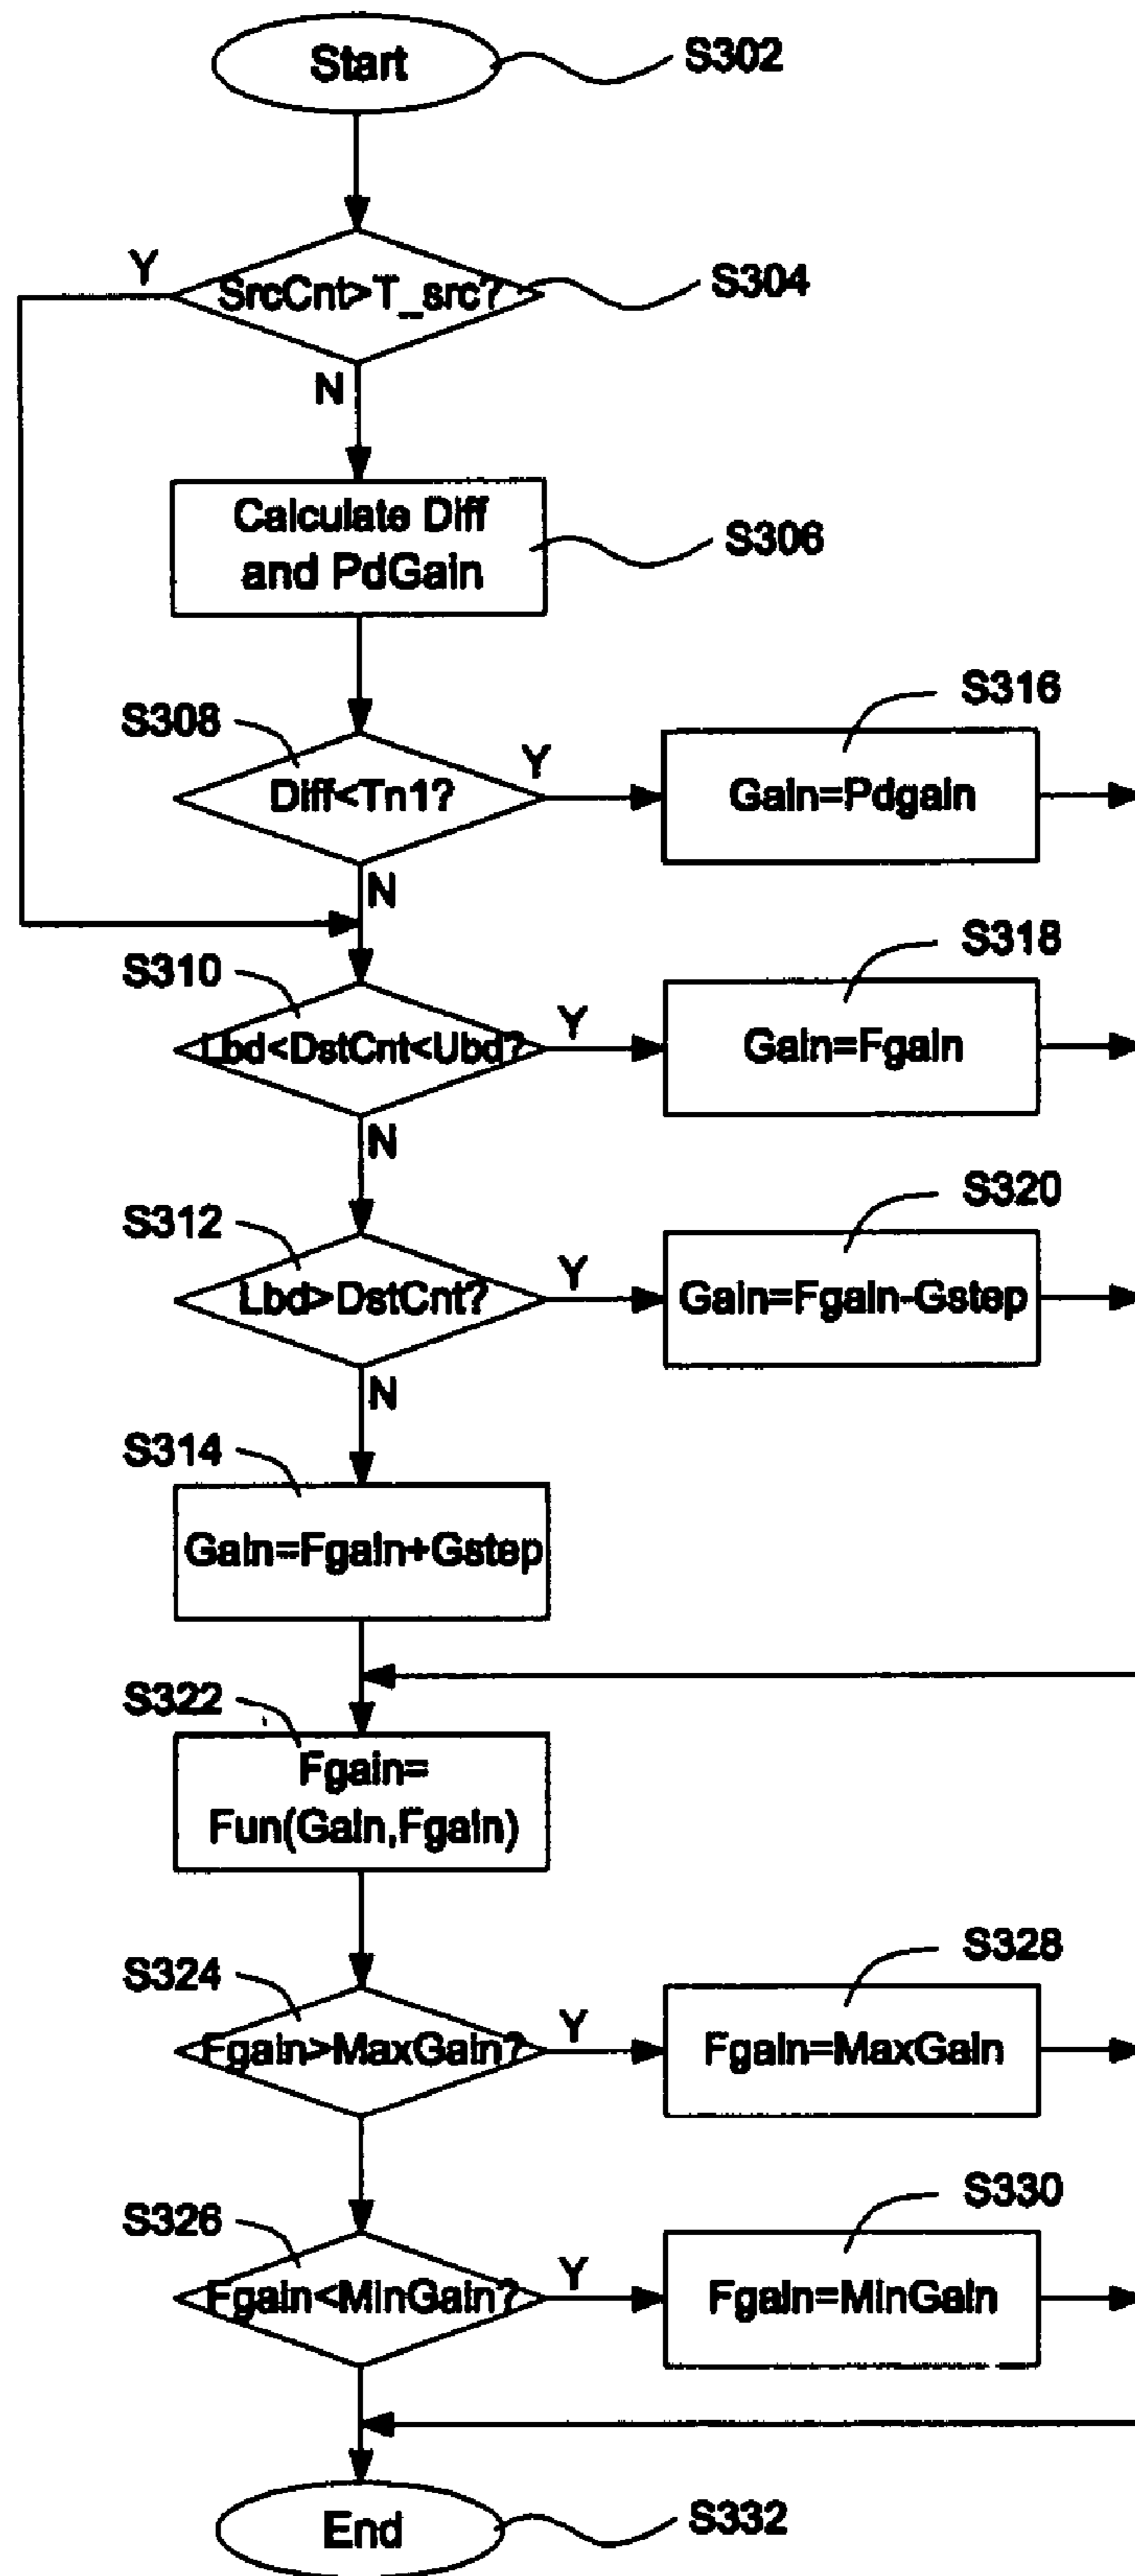 Start
S302
Y
SrcCnt>T_src?
S304
N
Calculate Diff
and PdGain
S306
S308
Diff<Tn1?
Y
S316
Gain=Pdgain
N
S310
Lbd<DstCnt<Ubd?
Y
S318
Gain=Fgain
N
S312
Lbd>DstCnt?
Y
S320
Gain=Fgain-Gstep
N
S314
Gain=Fgain+Gstep
S322
Fgain=
Fun(Gain,Fgain)
S324
Fgain>MaxGain?
Y
S328
Fgain=MaxGain
S326
Fgain<MinGain?
Y
S330
Fgain=MinGain
End
S332